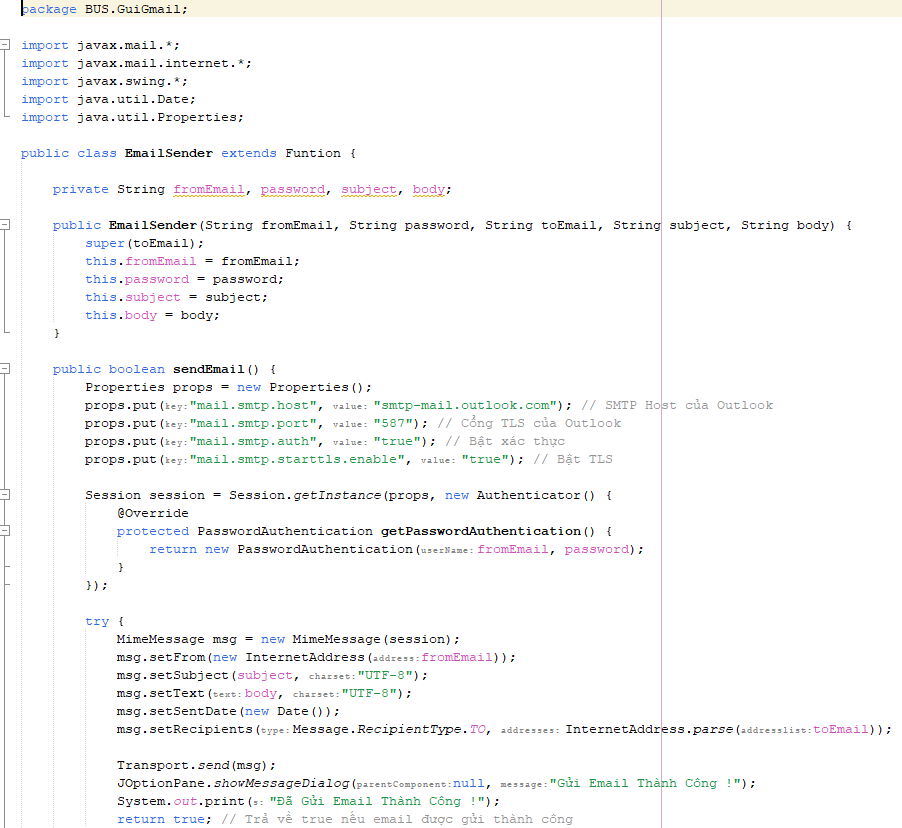 package BUS.GuiGmail;
import javax.mail.*;
import javax.mail.internet.*;
import javax.swing.*;
import java.util.Date;
import java.util.Properties;
public class EmailSender extends Funtion {
private String fromEmail, password, subject, body;
public EmailSender(String fromEmail, String password, String toEmail, String subject, String body) {
super(toEmail);
this.fromEmail = fromEmail;
this.password = password;
this.subject = subject;
this.body = body;
}
public boolean sendEmail() {
Properties props = new Properties();
props.put(key:"mail.smtp.host", value: "smtp-mail.outlook.com"); // SMTP Host của Outlook
props.put(key:"mail.smtp.port", value: "587"); // Cổng TLS của Outlook
props.put(key:"mail.smtp.auth", value: "true"); // Bật xác thực
props.put(key:"mail.smtp.starttls.enable", value: "true"); // Bật TLS
Session session = Session.getInstance(props, new Authenticator() {
@Override
protected PasswordAuthentication getPasswordAuthentication() {
return new PasswordAuthentication(userName:fromEmail, password);
}
});
try {
MimeMessage msg = new MimeMessage(session);
msg.setFrom(new InternetAddress(address:fromEmail));
msg.setSubject(subject, charset:"UTF-8");
msg.setText(text:body, charset:"UTF-8");
msg.setSentDate(new Date());
msg.setRecipients(type:Message.RecipientType.TO, addresses: InternetAddress.parse(addresslist:toEmail));
Transport.send(msg);
JOptionPane.showMessageDialog(parentComponent:null, message:"Gửi Email Thành Công !");
System.out.print(s: "Đã Gửi Email Thành Công !");
return true; // Trả về true nếu email được gửi thành công